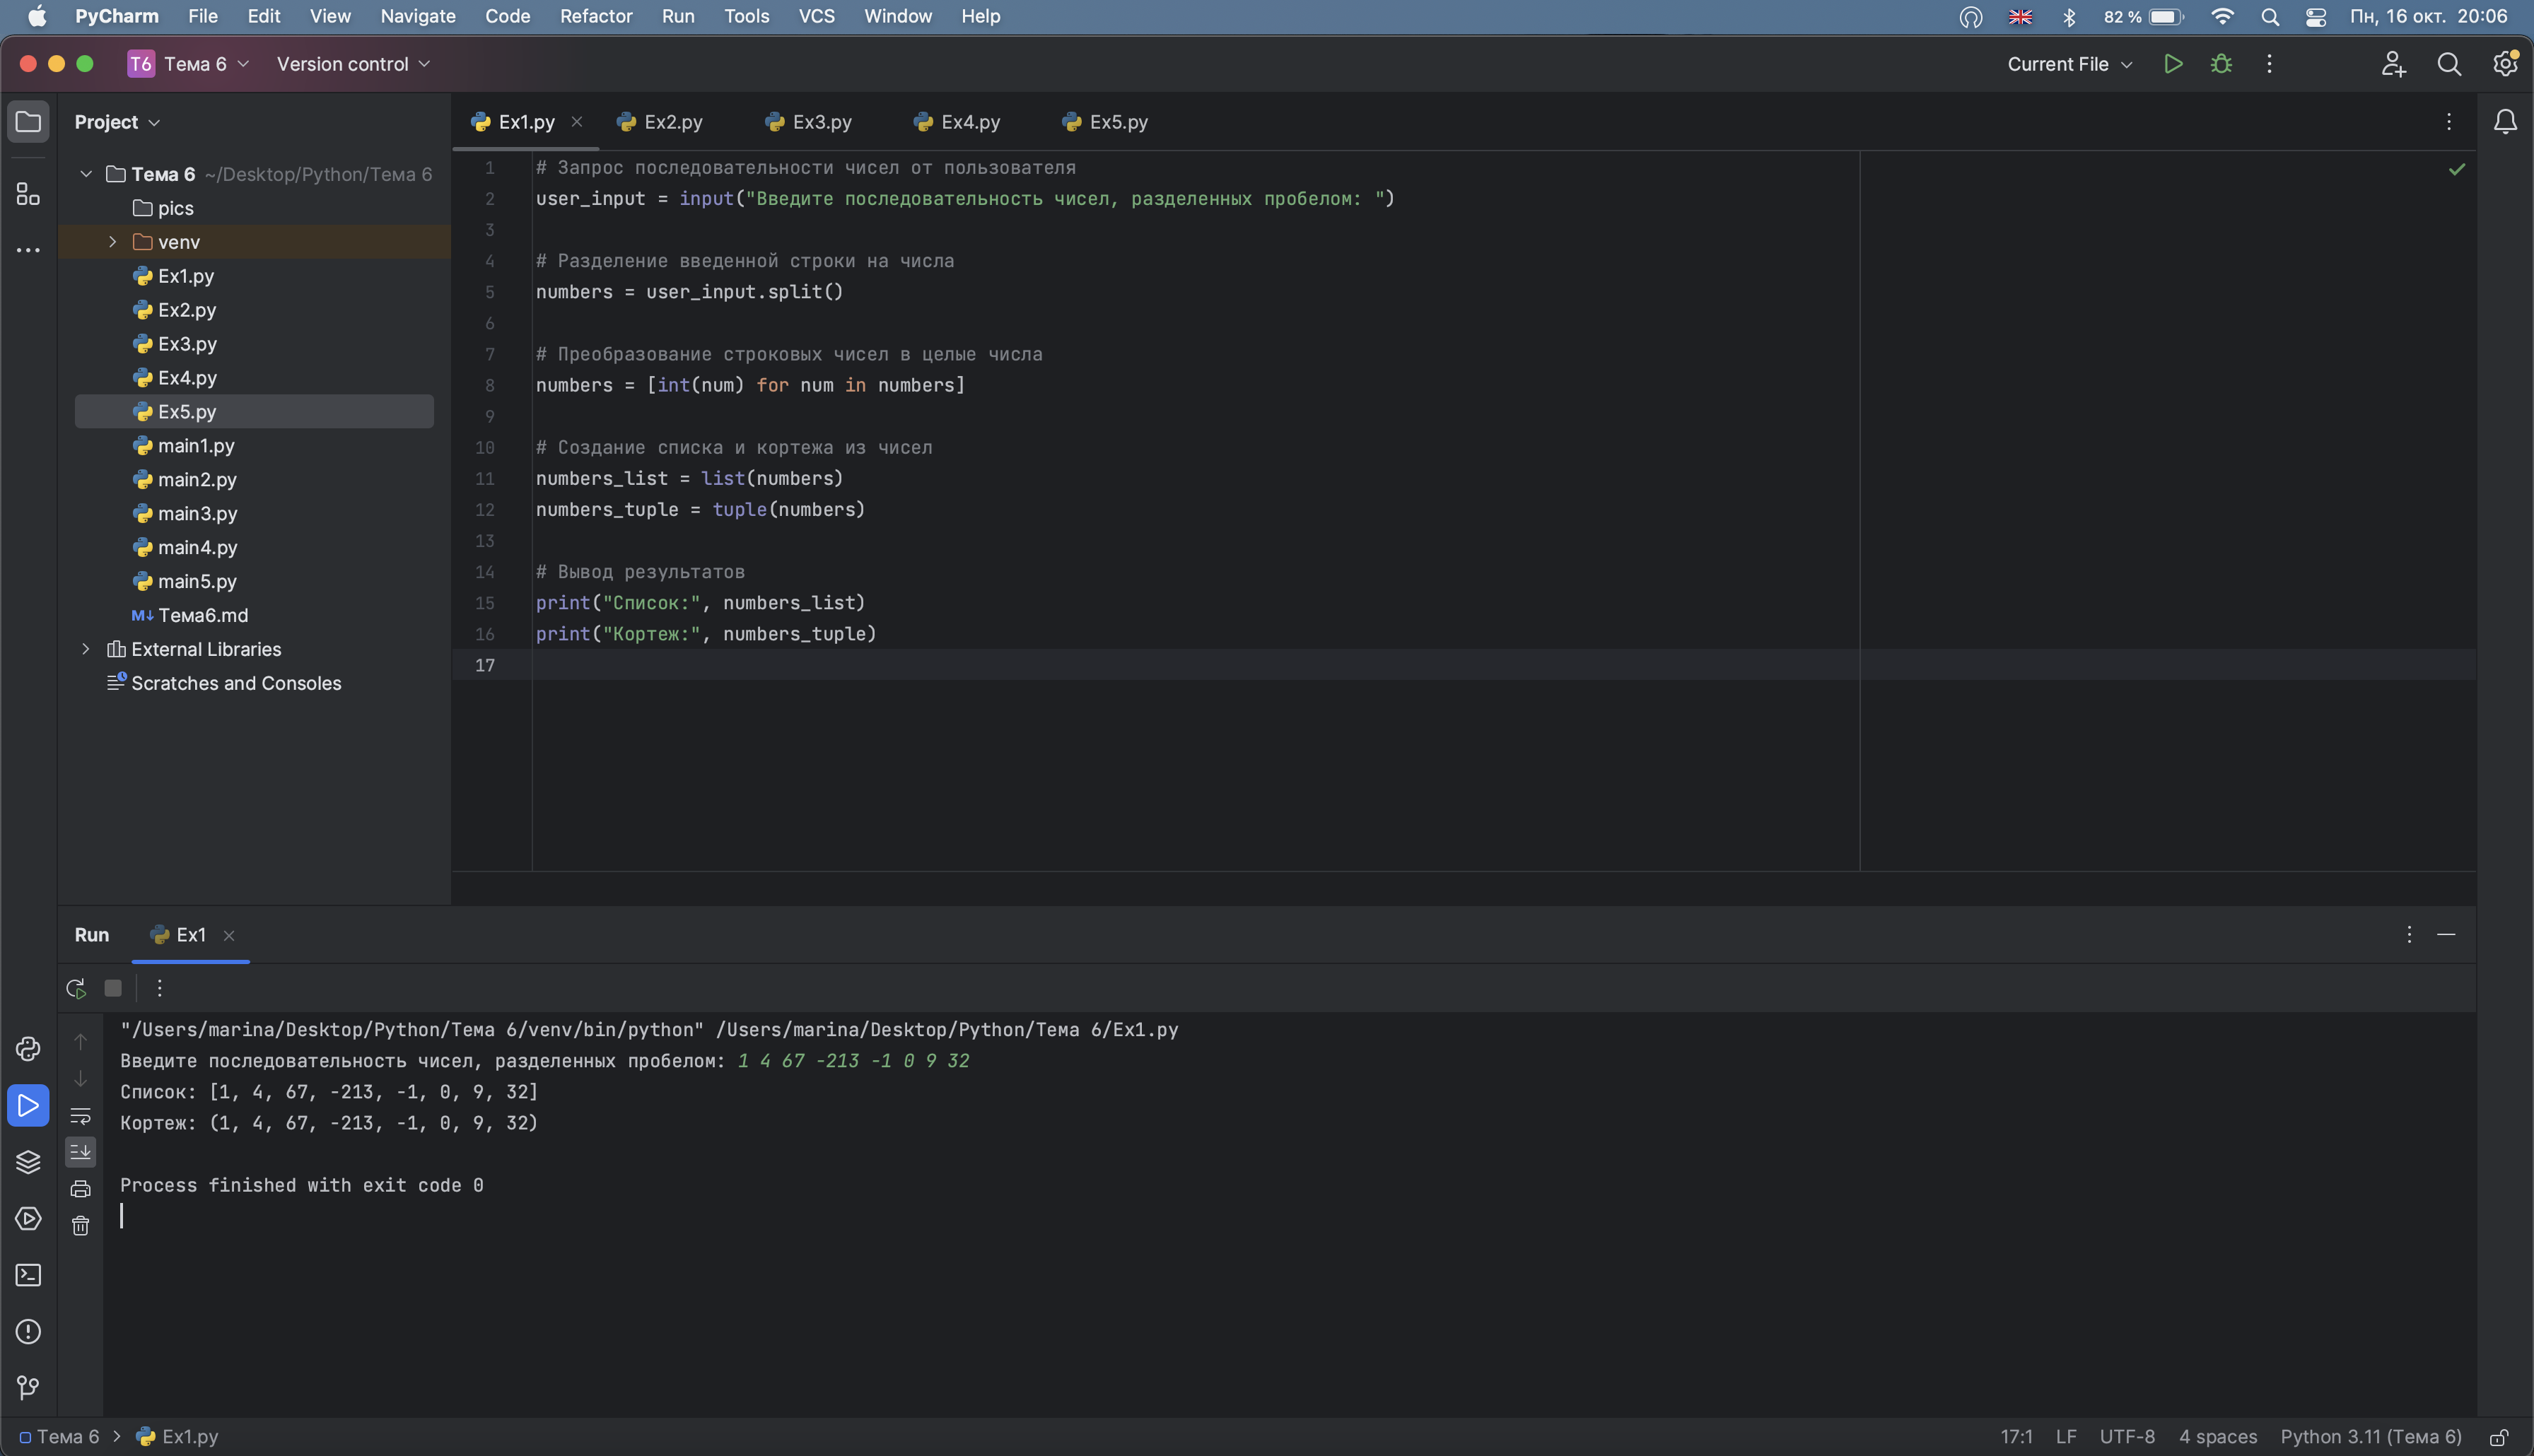 PyCharm File Edit View Navigate Code Refactor Run Tools VCS Window Help 82 % Пн, 16 окт. 20:06
T6 Тема 6 Version control Current File
Project
Тема 6 ~/Desktop/Python/Тема 6
pics
venv
Ex1.py
Ex2.py
Ex3.py
Ex4.py
Ex5.py
main1.py
main2.py
main3.py
main4.py
main5.py
M↓ Тема6.md
External Libraries
Scratches and Consoles
Ex1.py Ex2.py Ex3.py Ex4.py Ex5.py
1 # Запрос последовательности чисел от пользователя
2 user_input = input("Введите последовательность чисел, разделенных пробелом: ")
3
4 # Разделение введенной строки на числа
5 numbers = user_input.split()
6
7 # Преобразование строковых чисел в целые числа
8 numbers = [int(num) for num in numbers]
9
10 # Создание списка и кортежа из чисел
11 numbers_list = list(numbers)
12 numbers_tuple = tuple(numbers)
13
14 # Вывод результатов
15 print("Список:", numbers_list)
16 print("Кортеж:", numbers_tuple)
17
Run Ex1
"/Users/marina/Desktop/Python/Тема 6/venv/bin/python" /Users/marina/Desktop/Python/Тема 6/Ex1.py
Введите последовательность чисел, разделенных пробелом: 1 4 67 -213 -1 0 9 32
Список: [1, 4, 67, -213, -1, 0, 9, 32]
Кортеж: (1, 4, 67, -213, -1, 0, 9, 32)
Process finished with exit code 0
Тема 6 > Ex1.py 17:1 LF UTF-8 4 spaces Python 3.11 (Тема 6)